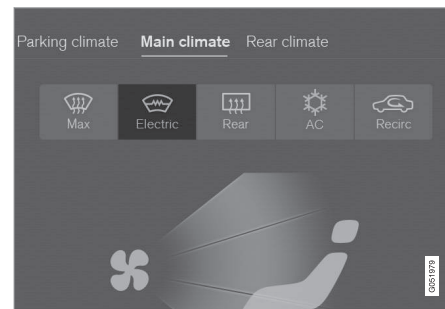 Parking climate Main climate Rear climate
Max Electric Rear AC Recirc
G051979